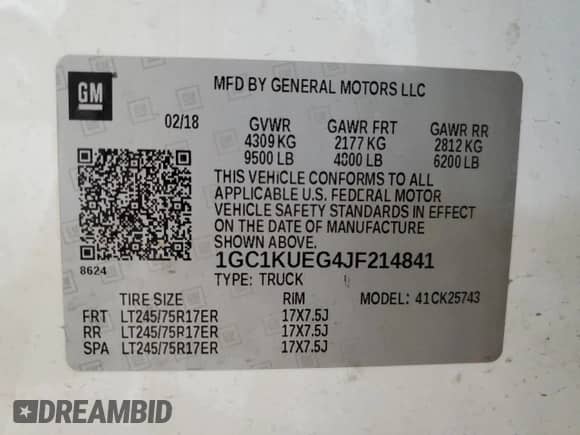 GM
MFD BY GENERAL MOTORS LLC
02/18 GVWR GAWR FRT GAWR RR
4309 KG 2177 KG 2812 KG
9500 LB 4800 LB 6200 LB
THIS VEHICLE CONFORMS TO ALL
APPLICABLE U.S. FEDERAL MOTOR
VEHICLE SAFETY STANDARDS IN EFFECT
ON THE DATE OF MANUFACTURE
SHOWN ABOVE.
8624
1GC1KUEG4JF214841
TYPE: TRUCK MODEL: 41CK25743
TIRE SIZE RIM
FRT LT245/75R17ER 17X7.5J
RR LT245/75R17ER 17X7.5J
SPA LT245/75R17ER 17X7.5J
DREAMBID